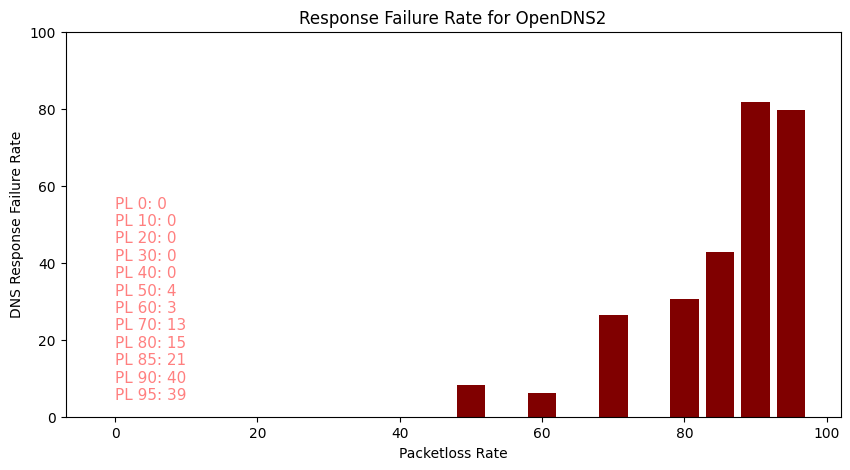 Response Failure Rate for OpenDNS2
100
80
60
40
20
0
DNS Response Failure Rate
PL 0: 0
PL 10: 0
PL 20: 0
PL 30: 0
PL 40: 0
PL 50: 4
PL 60: 3
PL 70: 13
PL 80: 15
PL 85: 21
PL 90: 40
PL 95: 39
0 20 40 60 80 100
Packetloss Rate